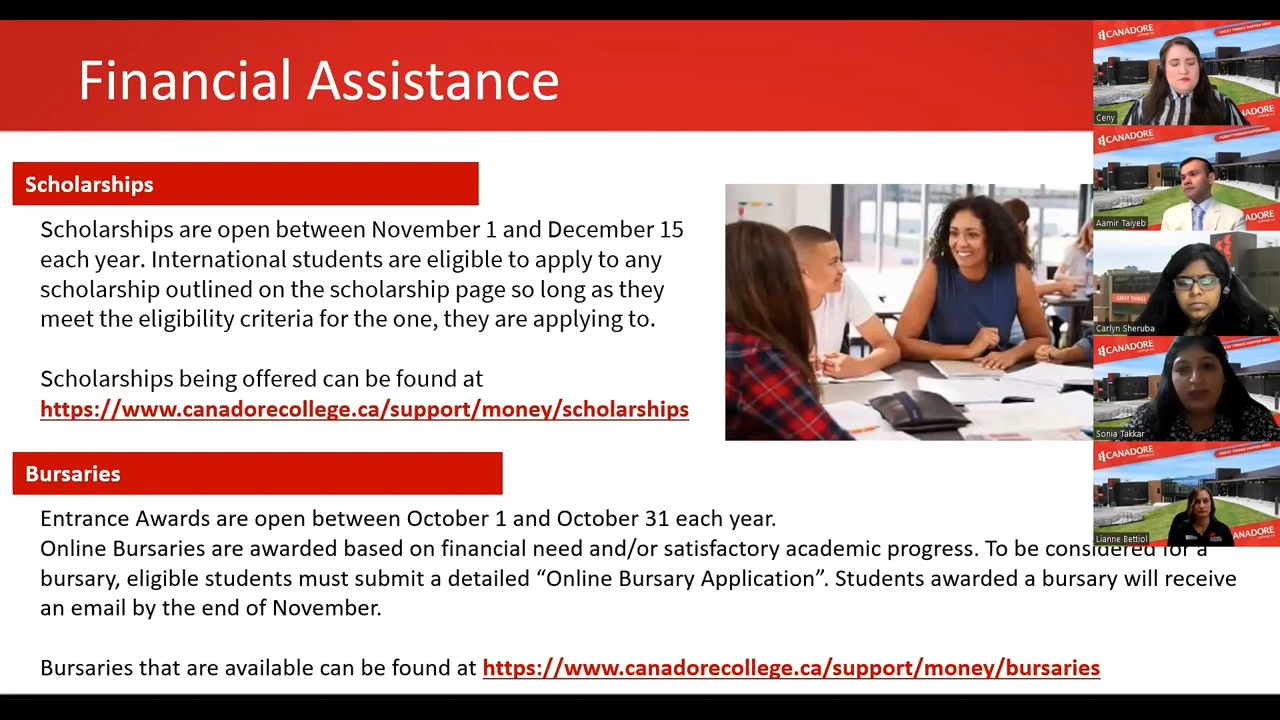 Financial Assistance
Scholarships
Scholarships are open between November 1 and December 15
each year. International students are eligible to apply to any
scholarship outlined on the scholarship page so long as they
meet the eligibility criteria for the one, they are applying to.
Scholarships being offered can be found at
https://www.canadorecollege.ca/support/money/scholarships
Bursaries
Entrance Awards are open between October 1 and October 31 each year.
Online Bursaries are awarded based on financial need and/or satisfactory academic progress. To be considered for a
bursary, eligible students must submit a detailed “Online Bursary Application”. Students awarded a bursary will receive
an email by the end of November.
Bursaries that are available can be found at https://www.canadorecollege.ca/support/money/bursaries
CANADORE
Ceny
CANADORE
Aamir Taiyeb
GREAT THINGS
Carlyn Sheruba
CANADORE
Sonia Takkar
CANADORE
Lianne Bettiol